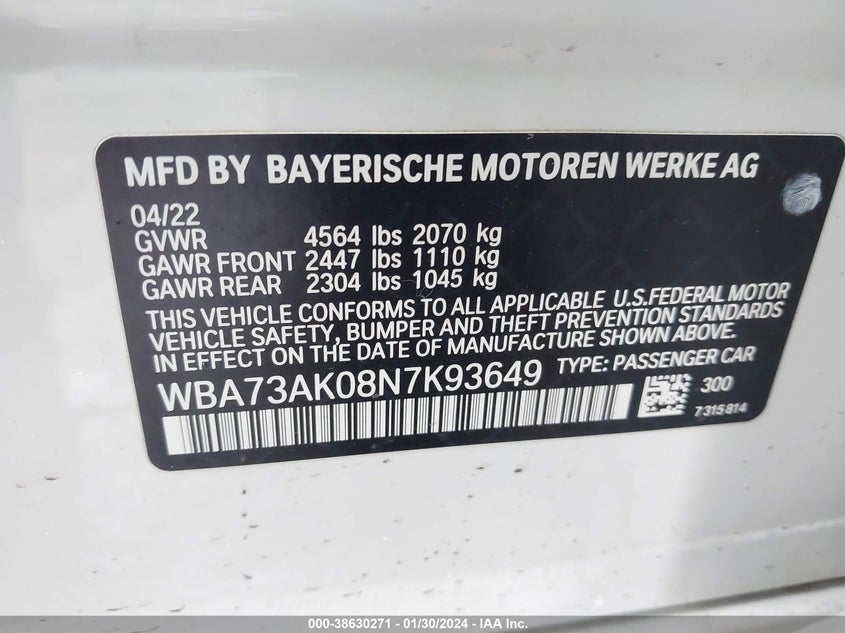 MFD BY BAYERISCHE MOTOREN WERKE AG
04/22
GVWR 4564 lbs 2070 kg
GAWR FRONT 2447 lbs 1110 kg
GAWR REAR 2304 lbs 1045 kg
THIS VEHICLE CONFORMS TO ALL APPLICABLE U.S.FEDERAL MOTOR
VEHICLE SAFETY, BUMPER AND THEFT PREVENTION STANDARDS
IN EFFECT ON THE DATE OF MANUFACTURE SHOWN ABOVE.
WBA73AK08N7K93649 TYPE: PASSENGER CAR
300
7315814
000-38630271 - 01/30/2024 - IAA Inc.